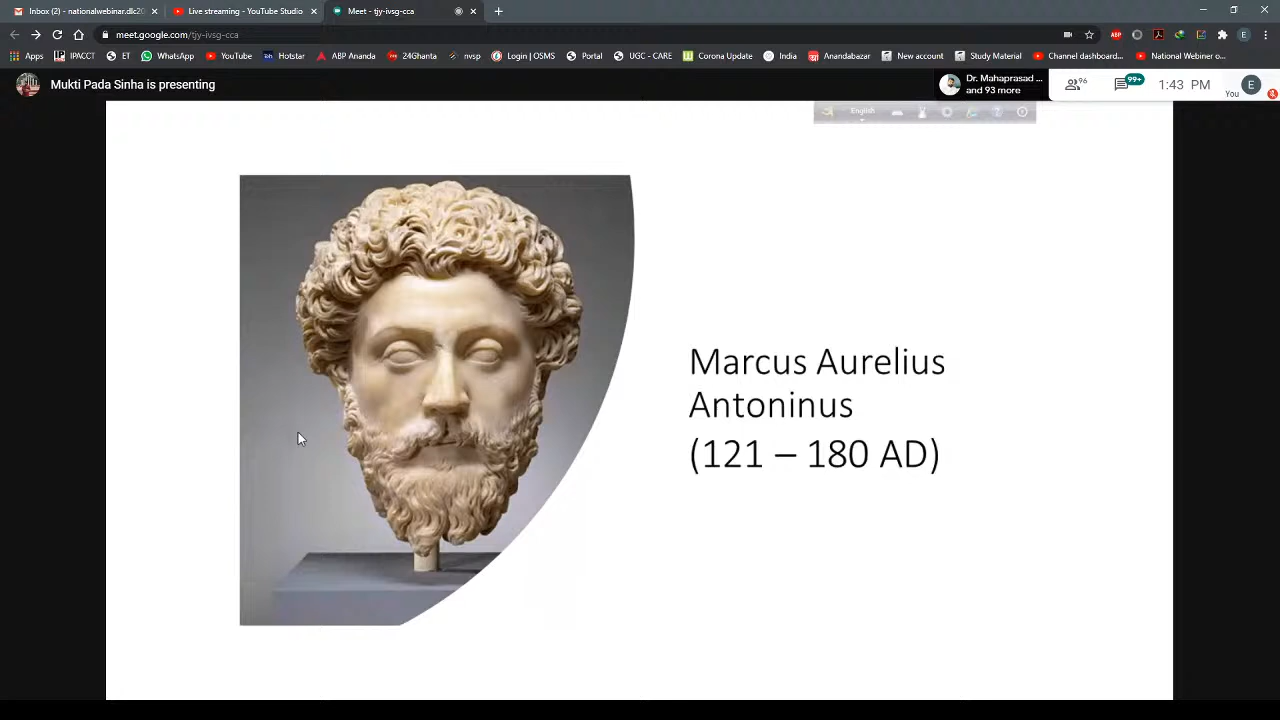 Inbox (2) - nationalwebinar.dlc20
Live streaming - YouTube Studio
Meet - tjy-ivsg-cca
meet.google.com/tjy-ivsg-cca
Apps
IPACCT
ET
WhatsApp
YouTube
Hotstar
ABP Ananda
24Ghanta
nvsp
Login | OSMS
Portal
UGC - CARE
Corona Update
India
Anandabazar
New account
Study Material
Channel dashboard...
National Webinar o...
Mukti Pada Sinha is presenting
Dr. Mahaprasad ...
and 93 more
96
99+
1:43 PM
You
E
English
Marcus Aurelius
Antoninus
(121 – 180 AD)